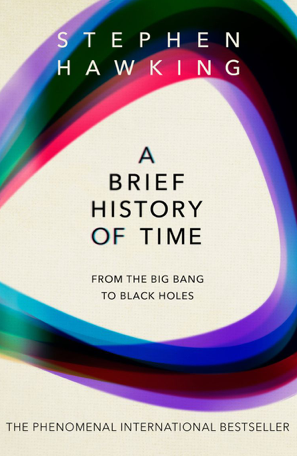 STEPHEN
HAWKING
A
BRIEF
HISTORY
OF TIME
FROM THE BIG BANG
TO BLACK HOLES
THE PHENOMENAL INTERNATIONAL BESTSELLER